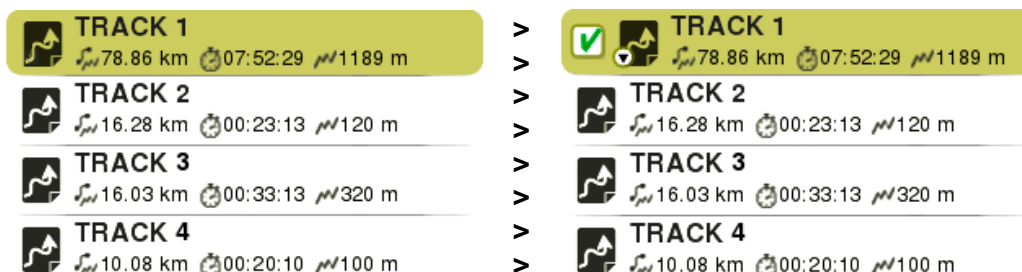 TRACK 1
78.86 km 07:52:29 1189 m
TRACK 2
16.28 km 00:23:13 120 m
TRACK 3
16.03 km 00:33:13 320 m
TRACK 4
10.08 km 00:20:10 100 m
>
>
>
>
>
>
>
>
TRACK 1
78.86 km 07:52:29 1189 m
TRACK 2
16.28 km 00:23:13 120 m
TRACK 3
16.03 km 00:33:13 320 m
TRACK 4
10.08 km 00:20:10 100 m